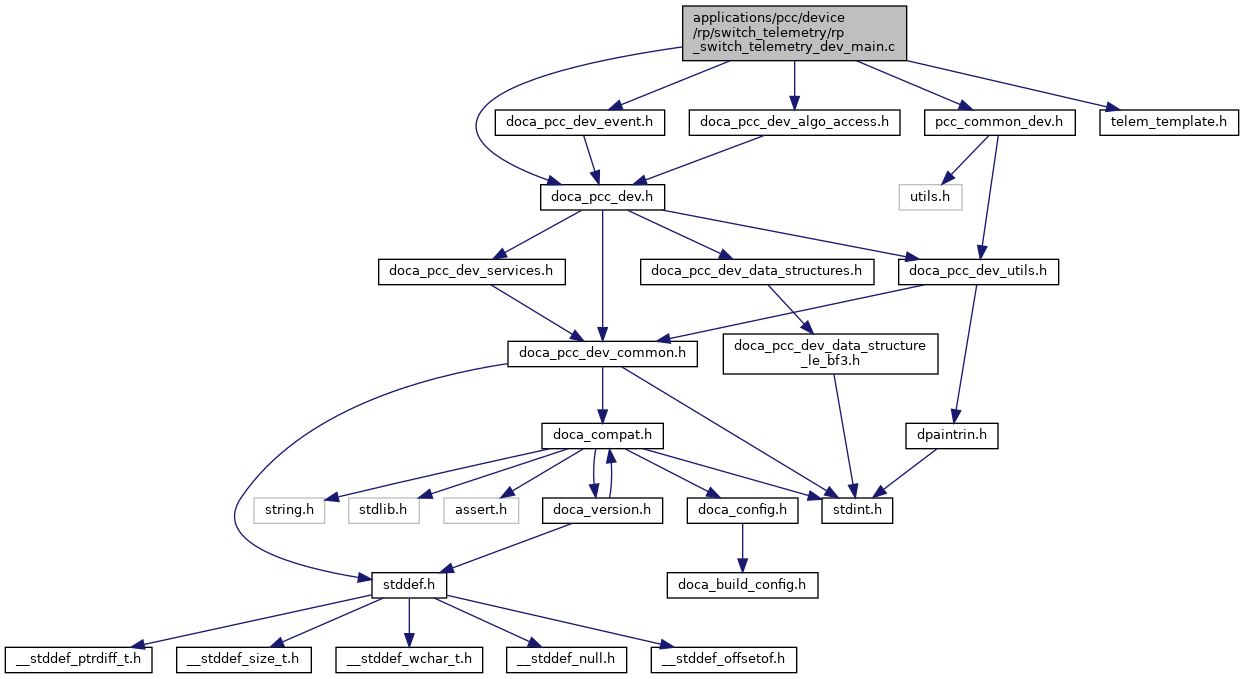 applications/pcc/device
/rp/switch_telemetry/rp
_switch_telemetry_dev_main.c
doca_pcc_dev_event.h
doca_pcc_dev_algo_access.h
pcc_common_dev.h
telem_template.h
doca_pcc_dev.h
utils.h
doca_pcc_dev_services.h
doca_pcc_dev_data_structures.h
doca_pcc_dev_utils.h
doca_pcc_dev_common.h
doca_pcc_dev_data_structure
_le_bf3.h
doca_compat.h
dpaintrin.h
string.h
stdlib.h
assert.h
doca_version.h
doca_config.h
stdint.h
stddef.h
doca_build_config.h
__stddef_ptrdiff_t.h
__stddef_size_t.h
__stddef_wchar_t.h
__stddef_null.h
__stddef_offsetof.h